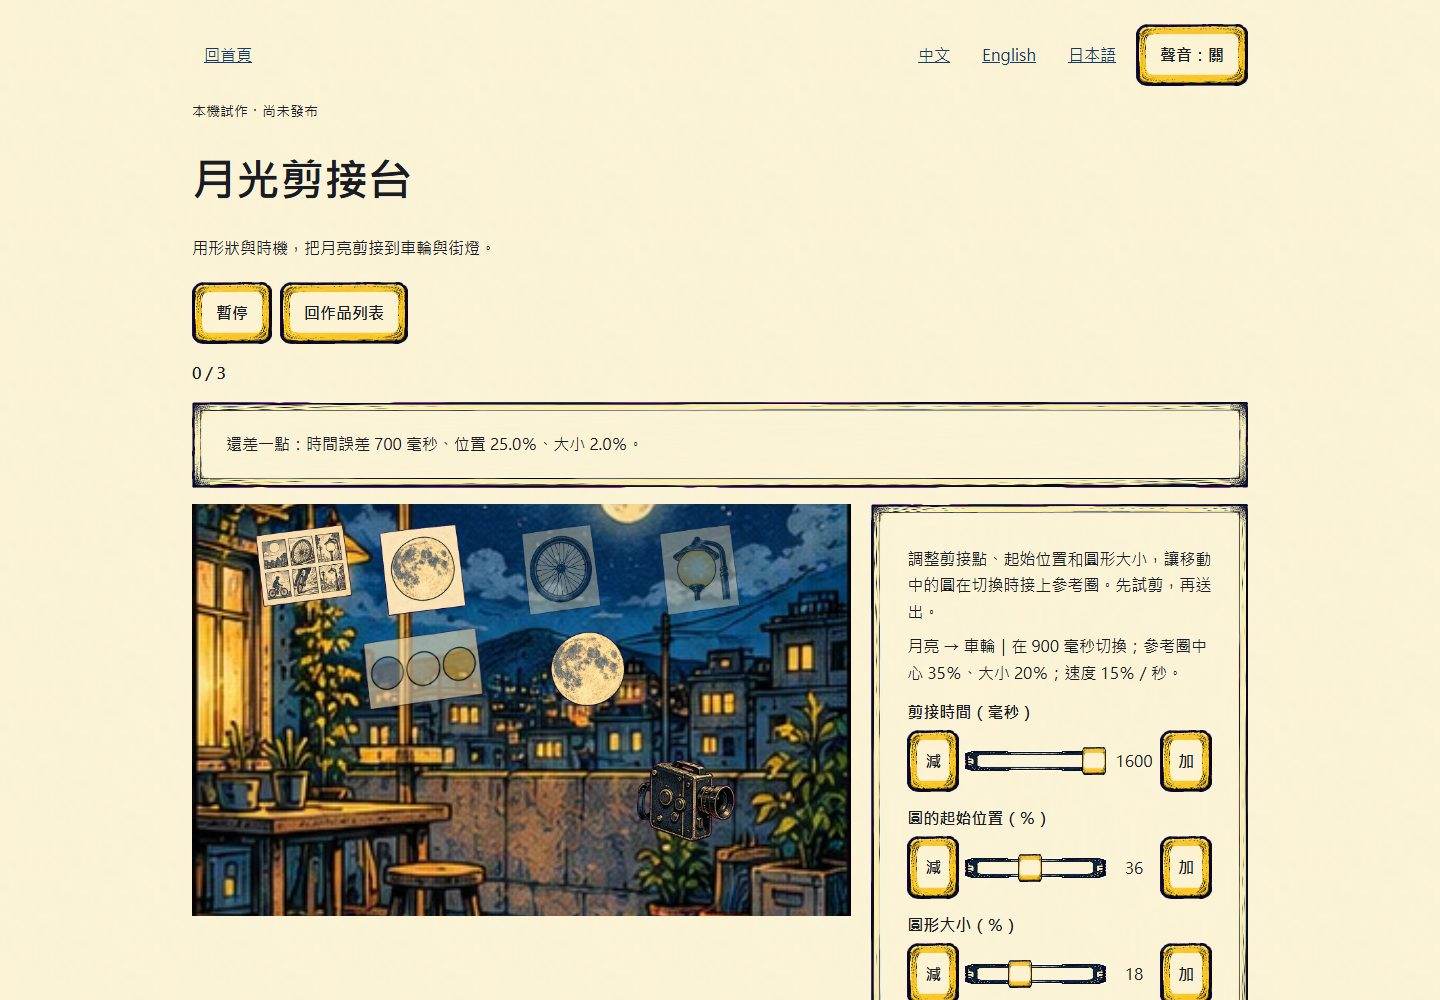 回首頁
中文 English 日本語 聲音：關
本機試作・尚未發布
月光剪接台
用形狀與時機，把月亮剪接到車輪與街燈。
暫停 回作品列表
0 / 3
還差一點：時間誤差 700 毫秒、位置 25.0%、大小 2.0%。
調整剪接點、起始位置和圓形大小，讓移動
中的圓在切換時接上參考圈。先試剪，再送
出。
月亮 → 車輪 | 在 900 毫秒切換；參考圈中
心 35%、大小 20%；速度 15% / 秒。
剪接時間（毫秒）
減 1600 加
圓的起始位置（%）
減 36 加
圓形大小（%）
減 18 加